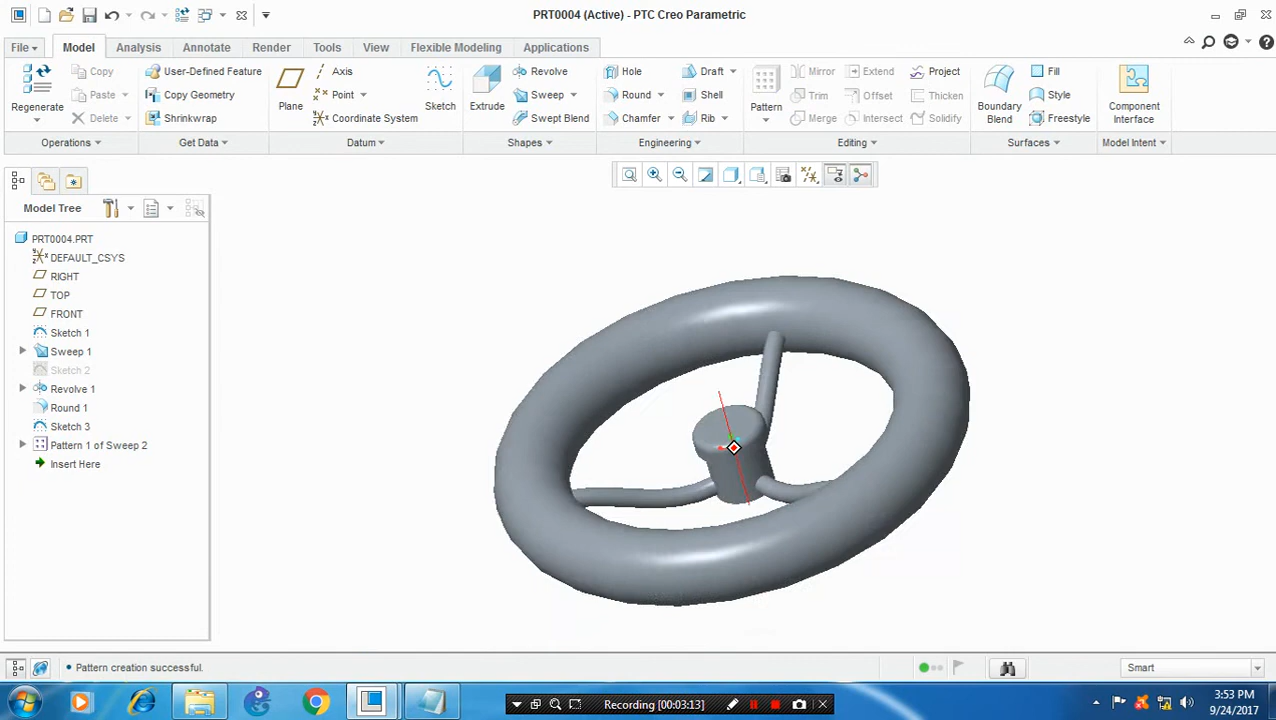 PRT0004 (Active) - PTC Creo Parametric
File Model Analysis Annotate Render Tools View Flexible Modeling Applications
Regenerate Copy Paste Delete
User-Defined Feature Copy Geometry Shrinkwrap
Plane Axis Point Coordinate System Sketch
Extrude Revolve Sweep Swept Blend
Hole Round Chamfer Draft Shell Rib
Pattern Mirror Trim Merge Extend Offset Intersect Project Thicken Solidify
Boundary Blend Fill Style Freestyle
Component Interface
Operations Get Data Datum Shapes Engineering Editing Surfaces Model Intent
Model Tree
PRT0004.PRT
DEFAULT_CSYS
RIGHT
TOP
FRONT
Sketch 1
Sweep 1
Sketch 2
Revolve 1
Round 1
Sketch 3
Pattern 1 of Sweep 2
Insert Here
Pattern creation successful.
Smart
Recording [00:03:13]
3:53 PM
9/24/2017